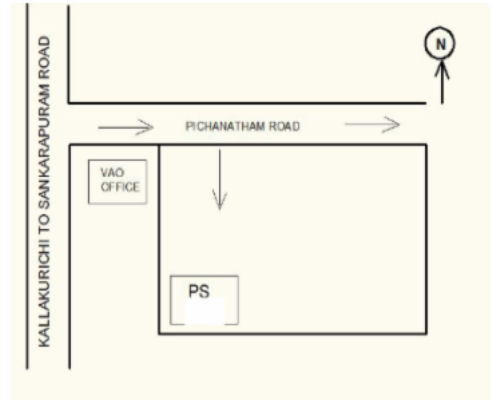 N
KALLAKURICHI TO SANKARAPURAM ROAD
PICHANATHAM ROAD
VAO
OFFICE
PS